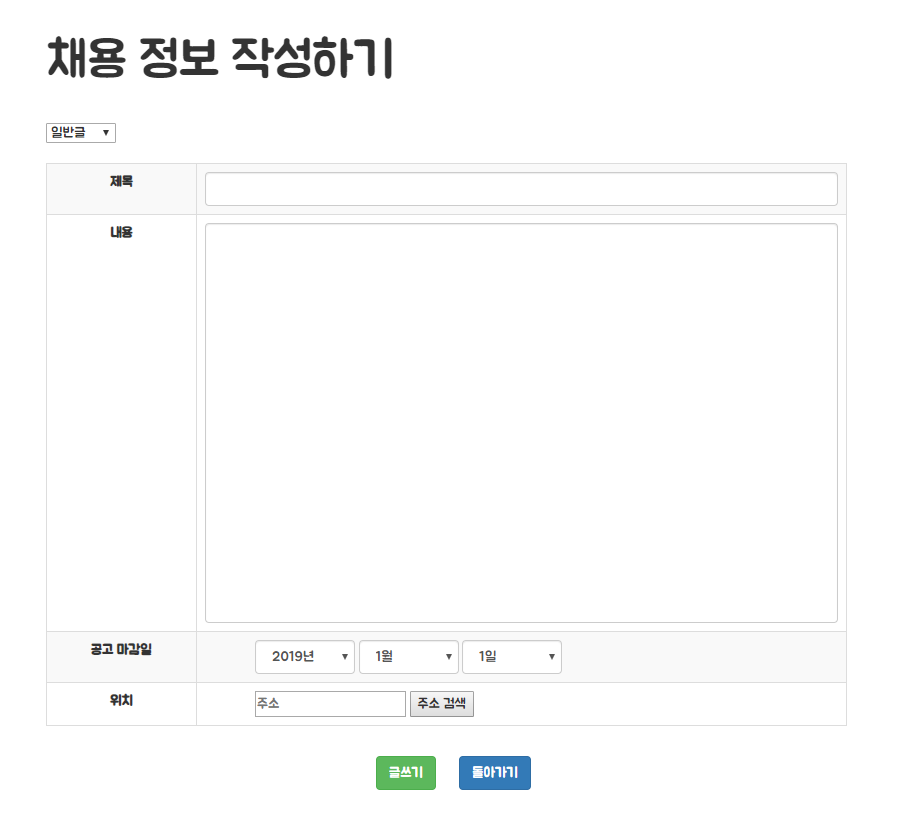 채용 정보 작성하기
일반글
제목
내용
공고 마감일 2019년 1월 1일
위치 주소 주소 검색
글쓰기 돌아가기